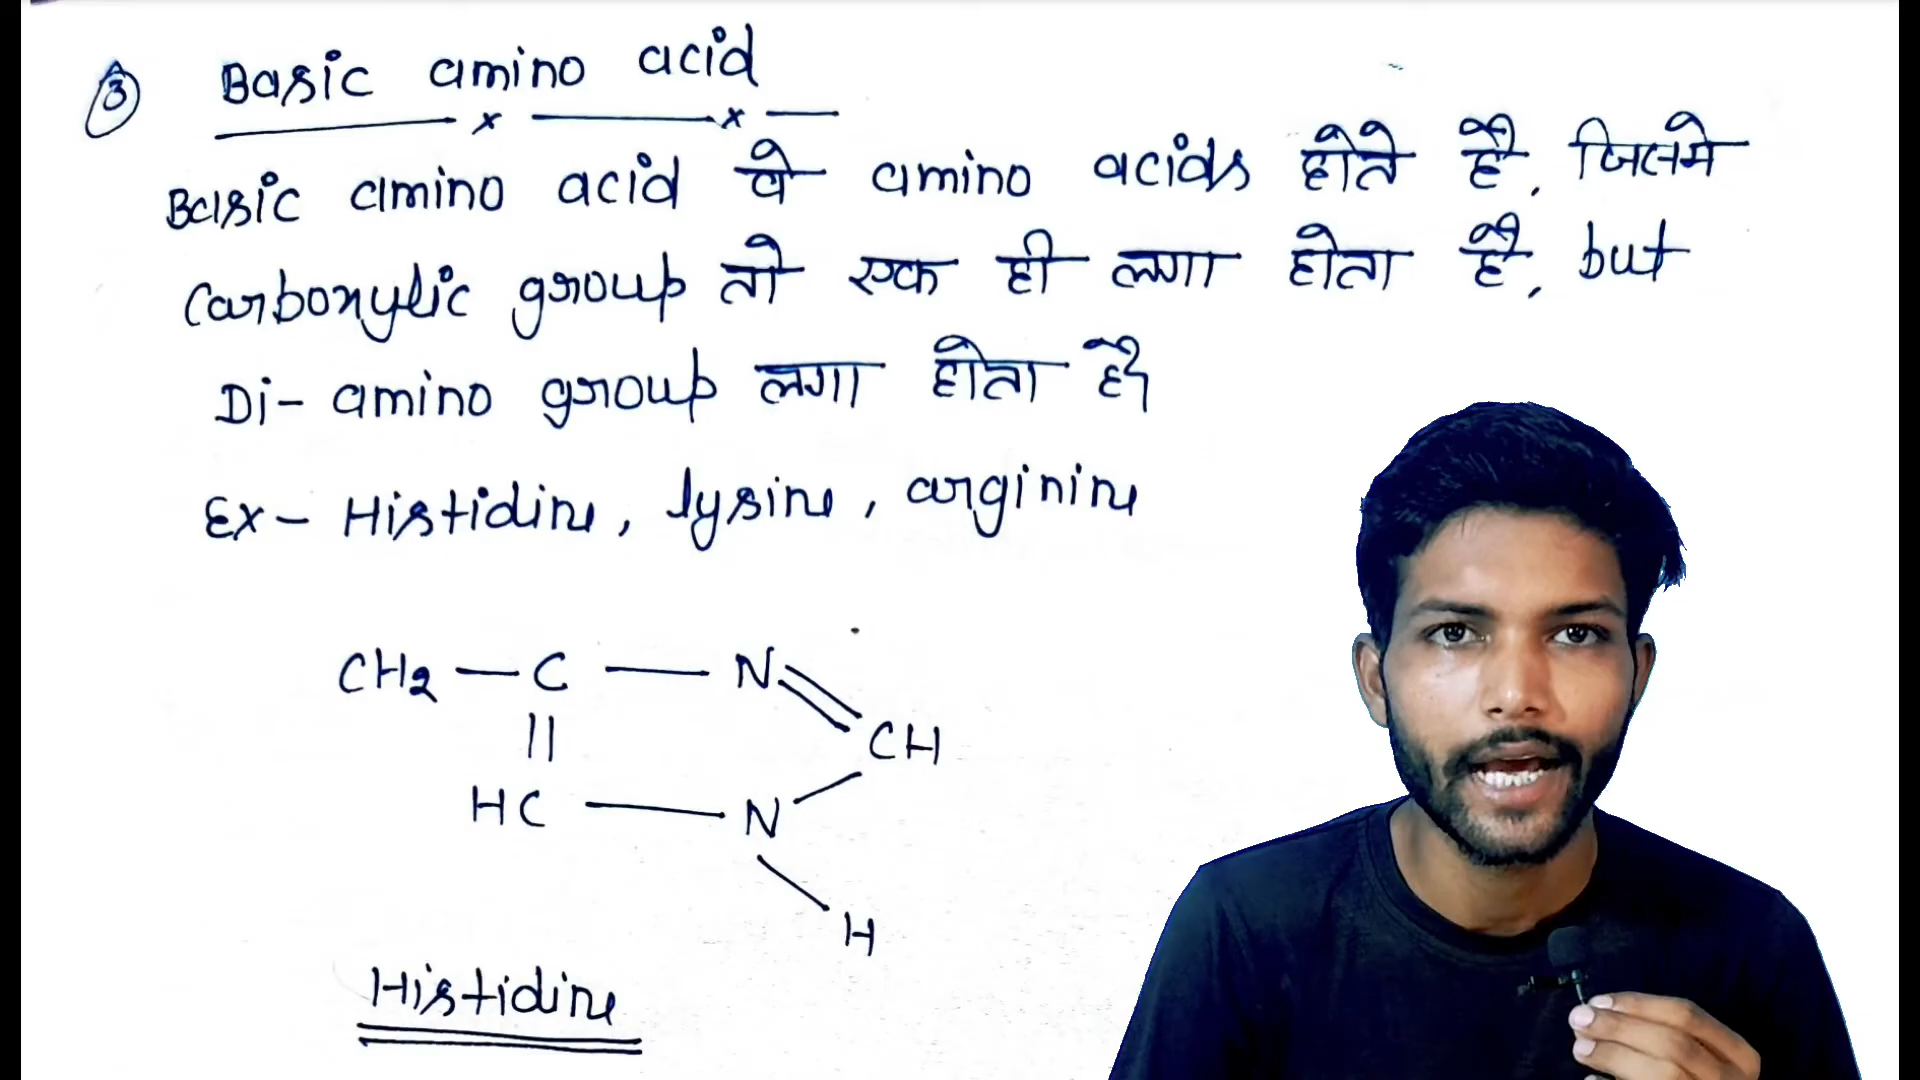 ③ Basic amino acid
Basic amino acid वे amino acids होते है, जिसमे
Carboxylic group तो एक ही लगा होता है, but
Di- amino group लगा होता है
Ex- Histidine, lysine, arginine
CH2 — C — N
||
CH
HC — N
H
Histidine